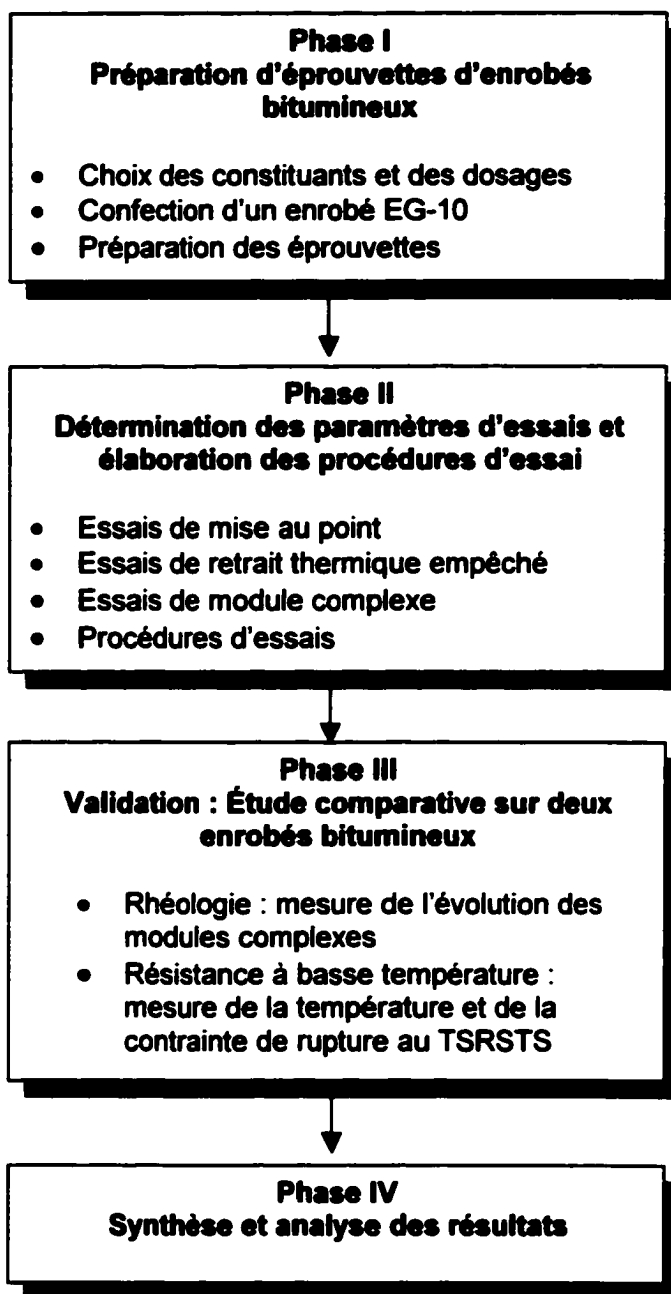 Phase I
Préparation d'éprouvettes d'enrobés
bitumineux
• Choix des constituants et des dosages
• Confection d'un enrobé EG-10
• Préparation des éprouvettes
Phase II
Détermination des paramètres d'essais et
élaboration des procédures d'essai
• Essais de mise au point
• Essais de retrait thermique empêché
• Essais de module complexe
• Procédures d'essais
Phase III
Validation : Étude comparative sur deux
enrobés bitumineux
• Rhéologie : mesure de l'évolution des
modules complexes
• Résistance à basse température :
mesure de la température et de la
contrainte de rupture au TSRSTS
Phase IV
Synthèse et analyse des résultats